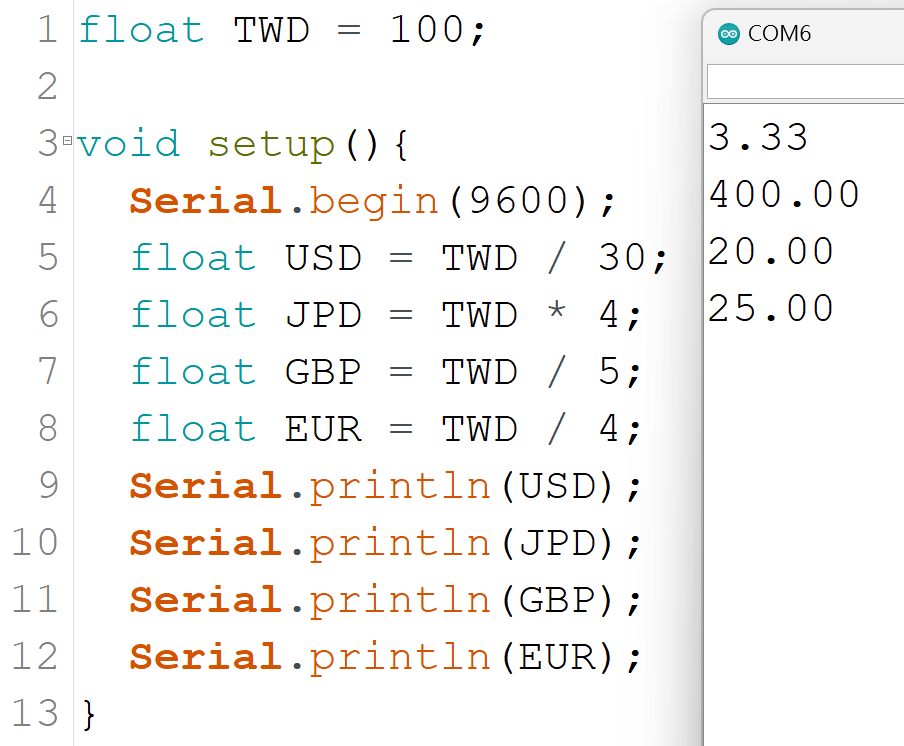 1 float TWD = 100;
2
3 void setup(){
4   Serial.begin(9600);
5   float USD = TWD / 30;
6   float JPD = TWD * 4;
7   float GBP = TWD / 5;
8   float EUR = TWD / 4;
9   Serial.println(USD);
10   Serial.println(JPD);
11   Serial.println(GBP);
12   Serial.println(EUR);
13 }
COM6
3.33
400.00
20.00
25.00